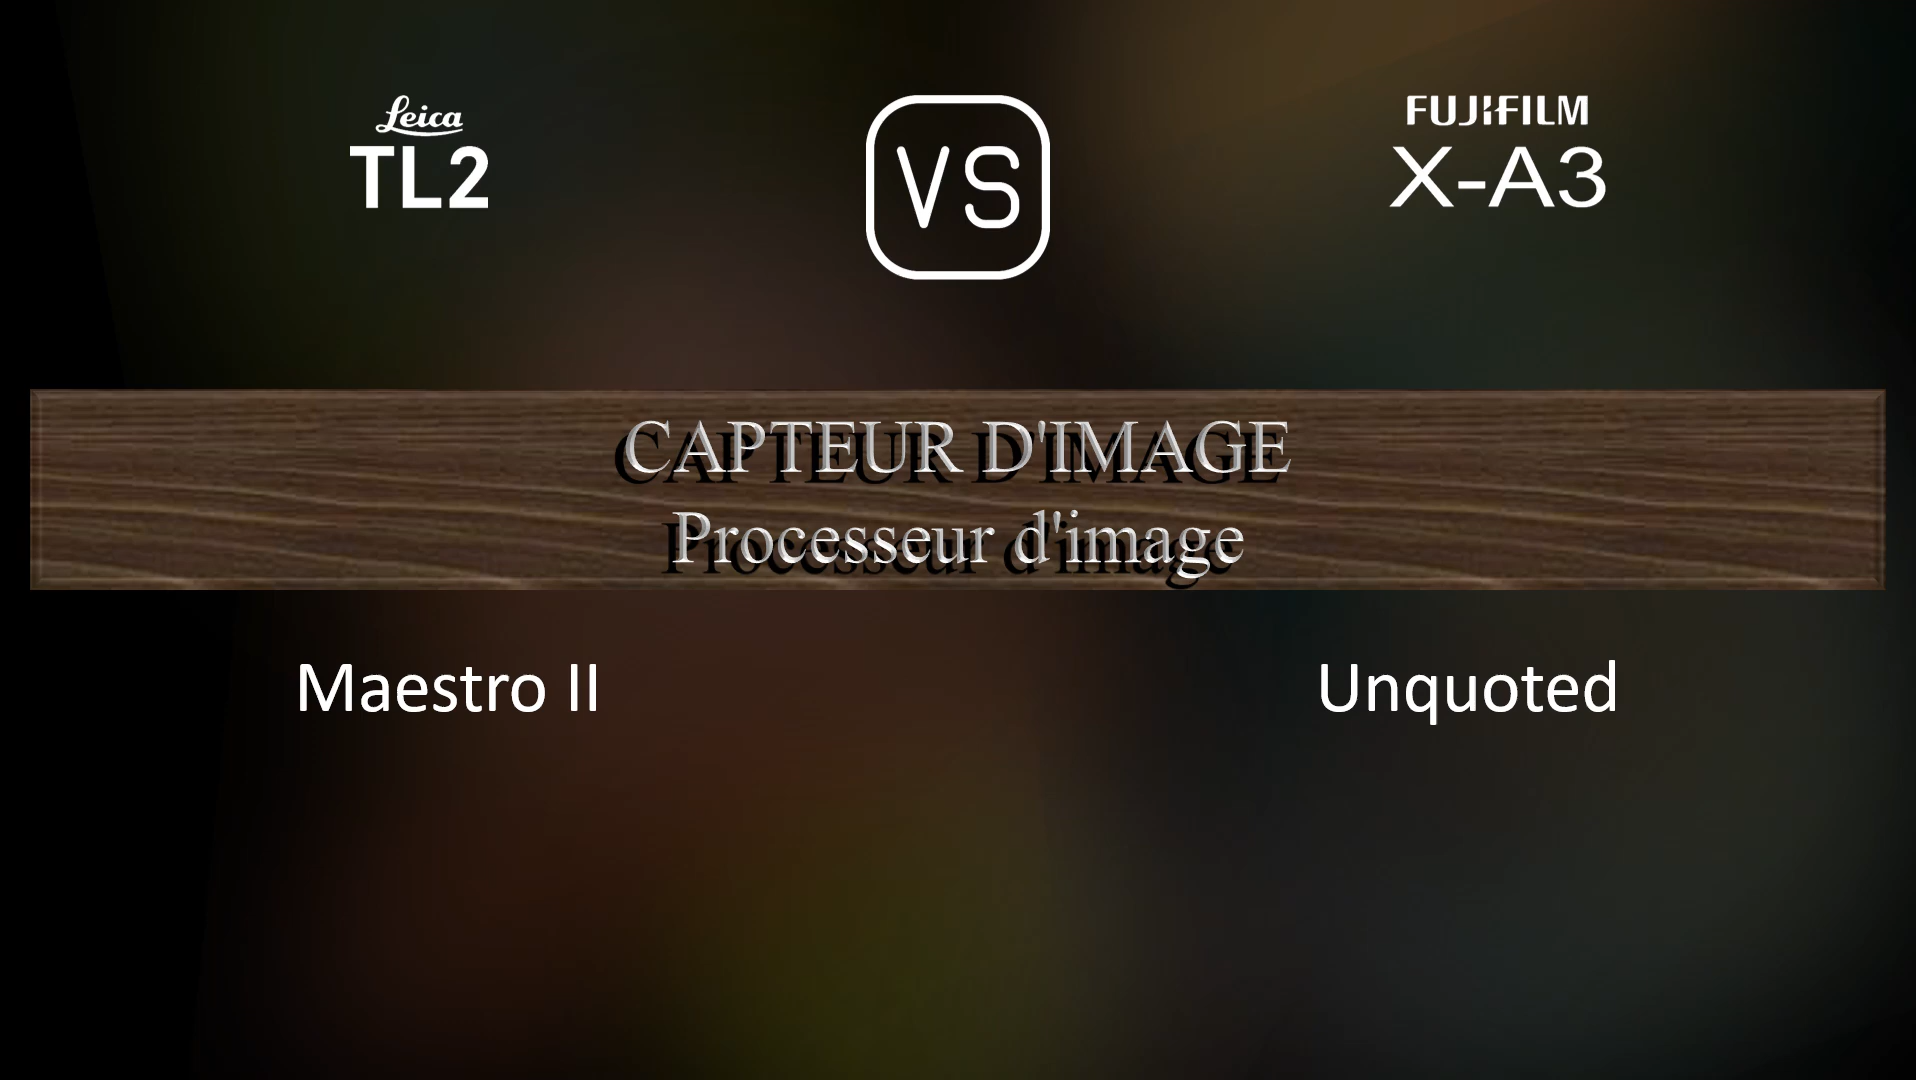 Leica
TL2
VS
FUJIFILM
X-A3
CAPTEUR D'IMAGE
Processeur d'image
Maestro II
Unquoted